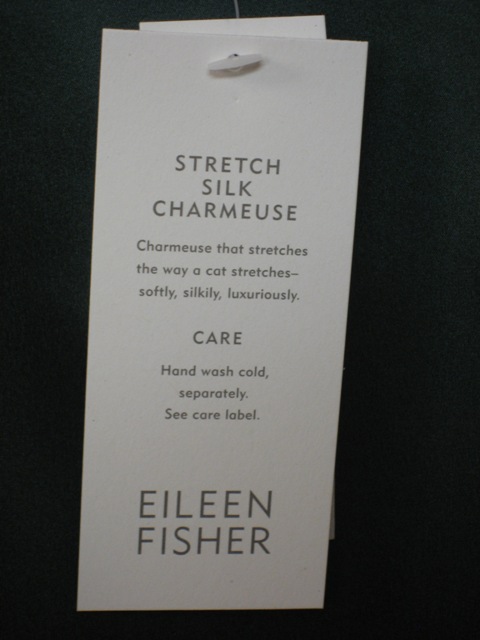 STRETCH
SILK
CHARMEUSE
Charmeuse that stretches
the way a cat stretches–
softly, silkily, luxuriously.
CARE
Hand wash cold,
separately.
See care label.
EILEEN
FISHER